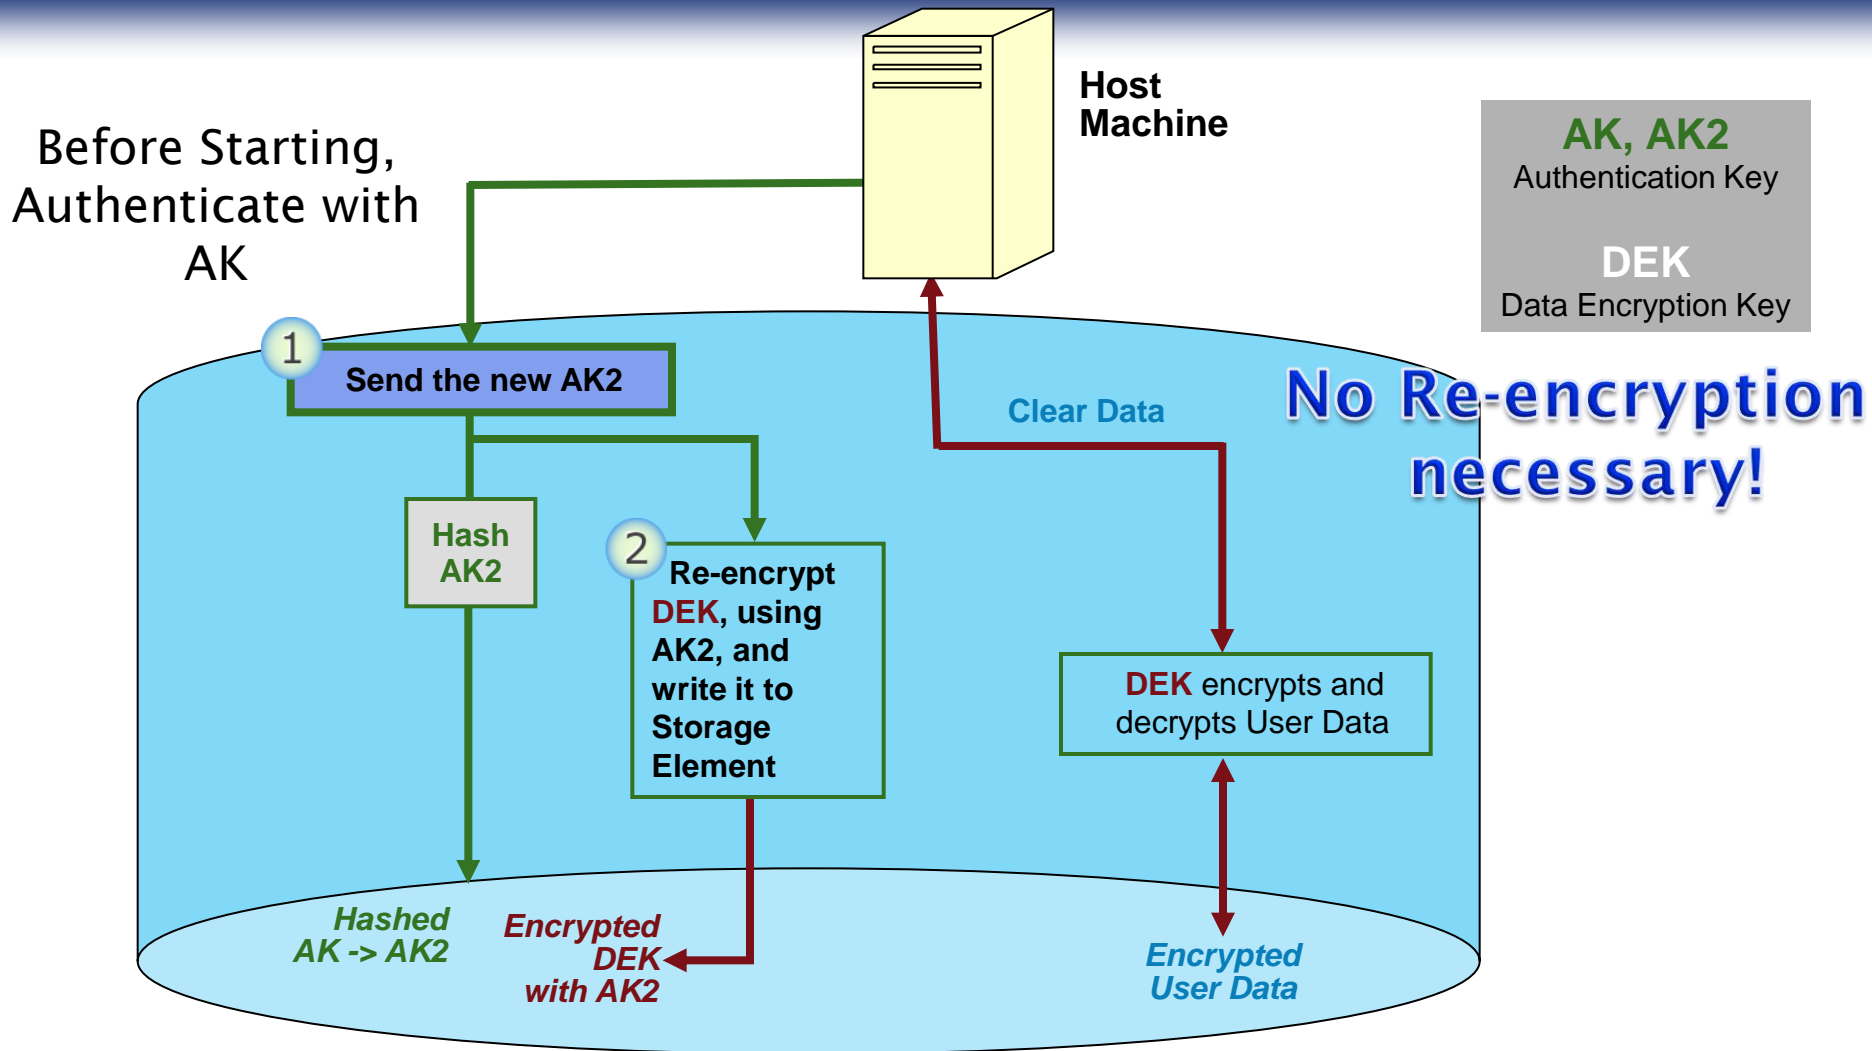 Host
Machine
Before Starting,
Authenticate with
AK
AK, AK2
Authentication Key
DEK
Data Encryption Key
1
Send the new AK2
Clear Data
No Re-encryption
necessary!
Hash
AK2
2
Re-encrypt
DEK, using
AK2, and
write it to
Storage
Element
DEK encrypts and
decrypts User Data
Hashed
AK -> AK2
Encrypted
DEK
with AK2
Encrypted
User Data